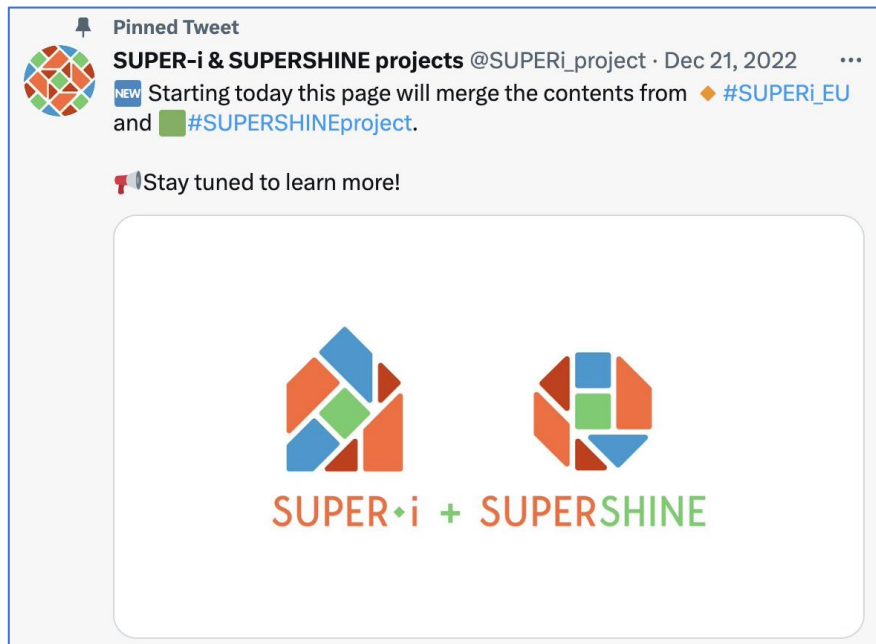 Pinned Tweet
SUPER-i & SUPERSHINE projects @SUPERi_project · Dec 21, 2022 ···
🆕 Starting today this page will merge the contents from 🔸 #SUPERi_EU
and 🟩#SUPERSHINEproject.
📢Stay tuned to learn more!
SUPER·i + SUPERSHINE